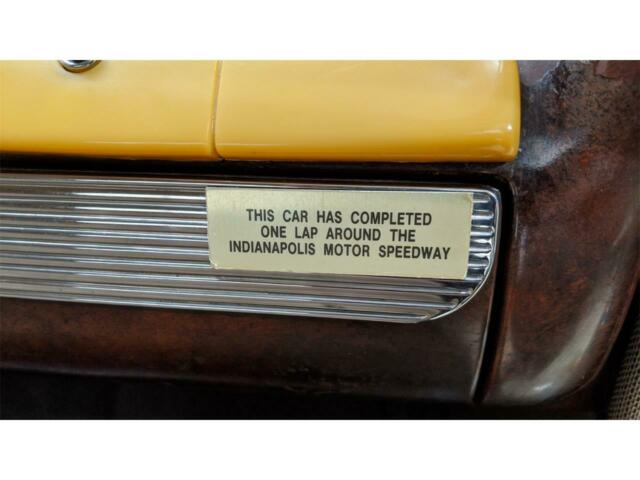 THIS CAR HAS COMPLETED
ONE LAP AROUND THE
INDIANAPOLIS MOTOR SPEEDWAY